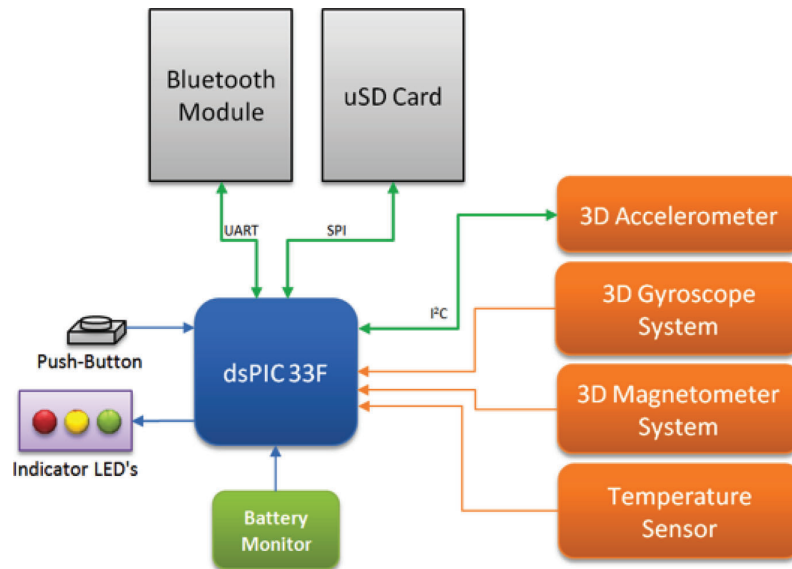 Bluetooth
Module
uSD Card
UART
SPI
3D Accelerometer
I²C
3D Gyroscope
System
Push-Button
dsPIC 33F
3D Magnetometer
System
Indicator LED's
Battery
Monitor
Temperature
Sensor